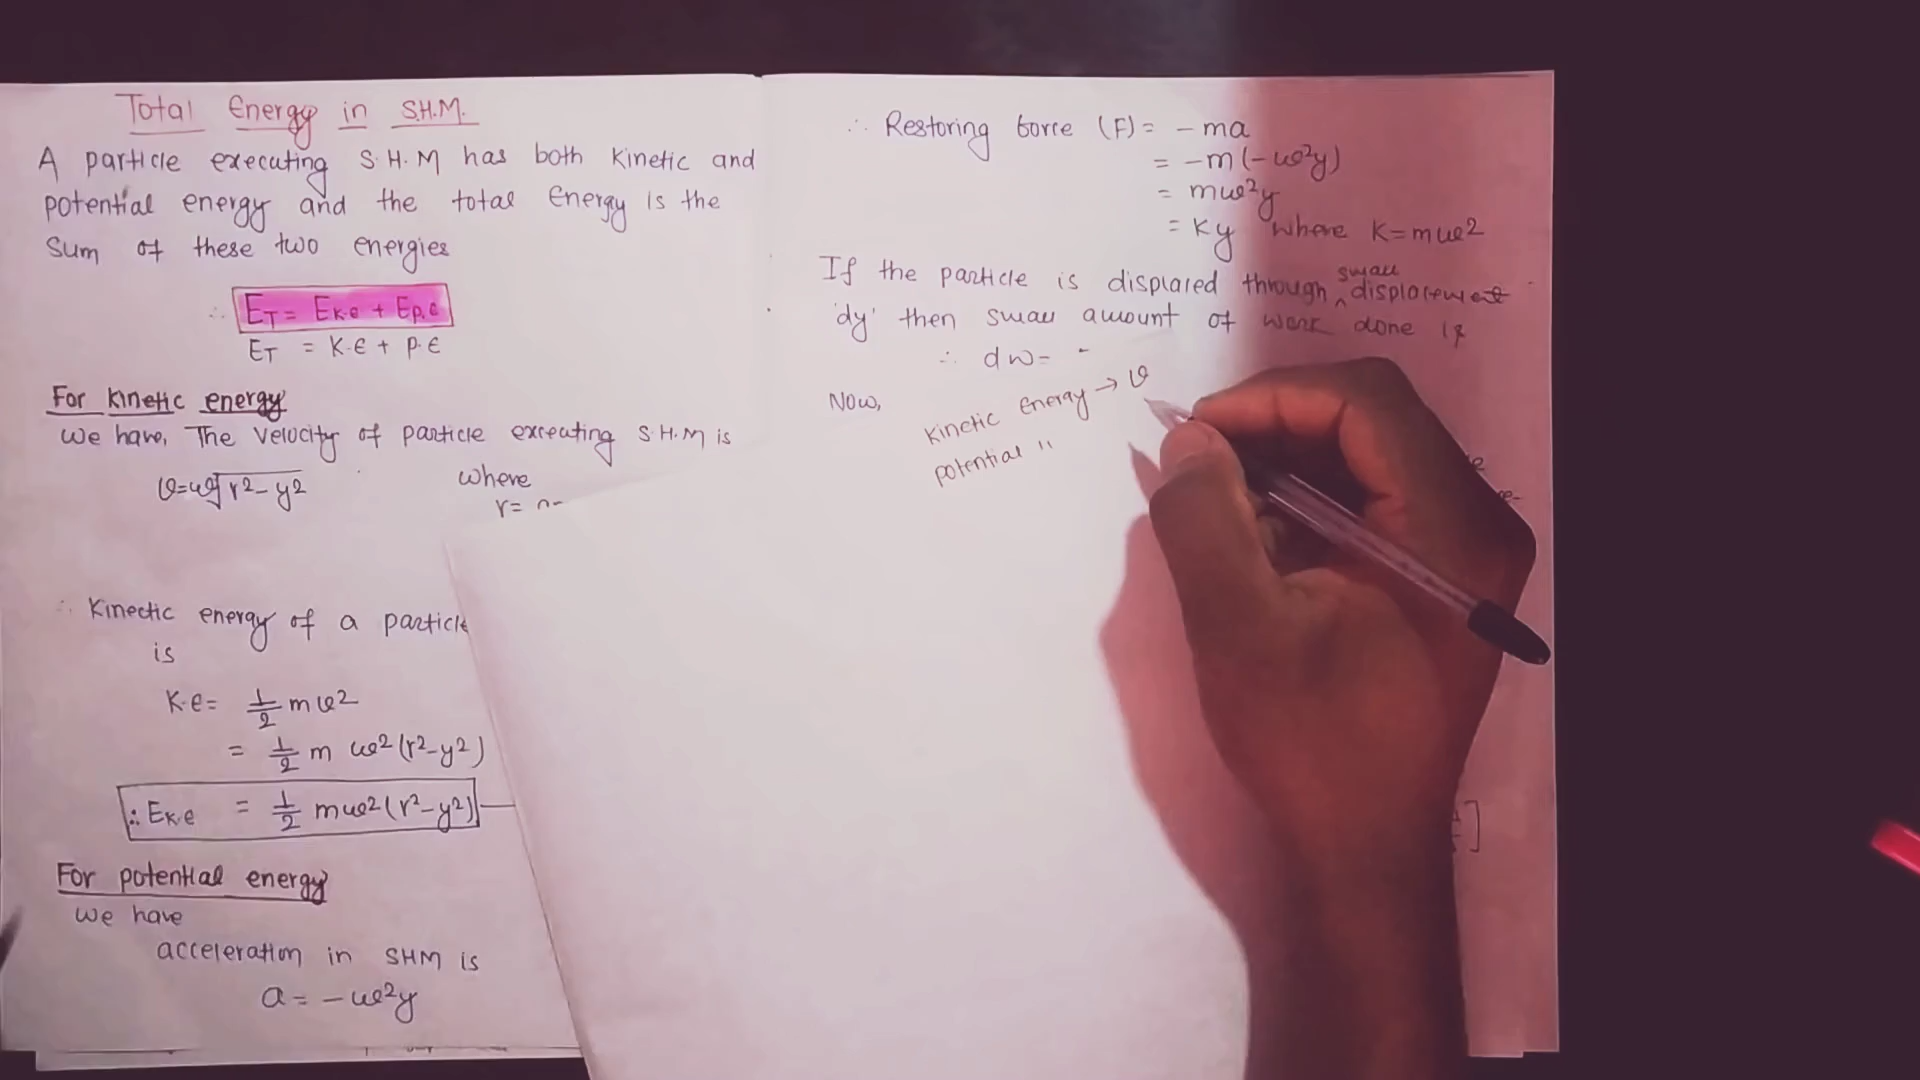 Total Energy in S.H.M.
A particle executing S.H.M has both kinetic and
potential energy and the total energy is the
sum of these two energies
∴ ET = EK.e + EP.e
ET = K.E + P.E
For kinetic energy
we have, The velocity of particle executing S.H.M is
v=ω√r²-y²
where
r=
∴ Kinectic energy of a particle
is
K.e = 1/2 mv²
= 1/2 m ω²(r²-y²)
∴ EK.e = 1/2 mω²(r²-y²)
For potential energy
we have
acceleration in SHM is
a = -ω²y
∴ Restoring force (F) = -ma
= -m(-ω²y)
= mω²y
= Ky where K=mω2
If the particle is displaced through small displacement
'dy' then small amount of work done is
∴ dw=
Now,
Kinetic energy → v
potential "